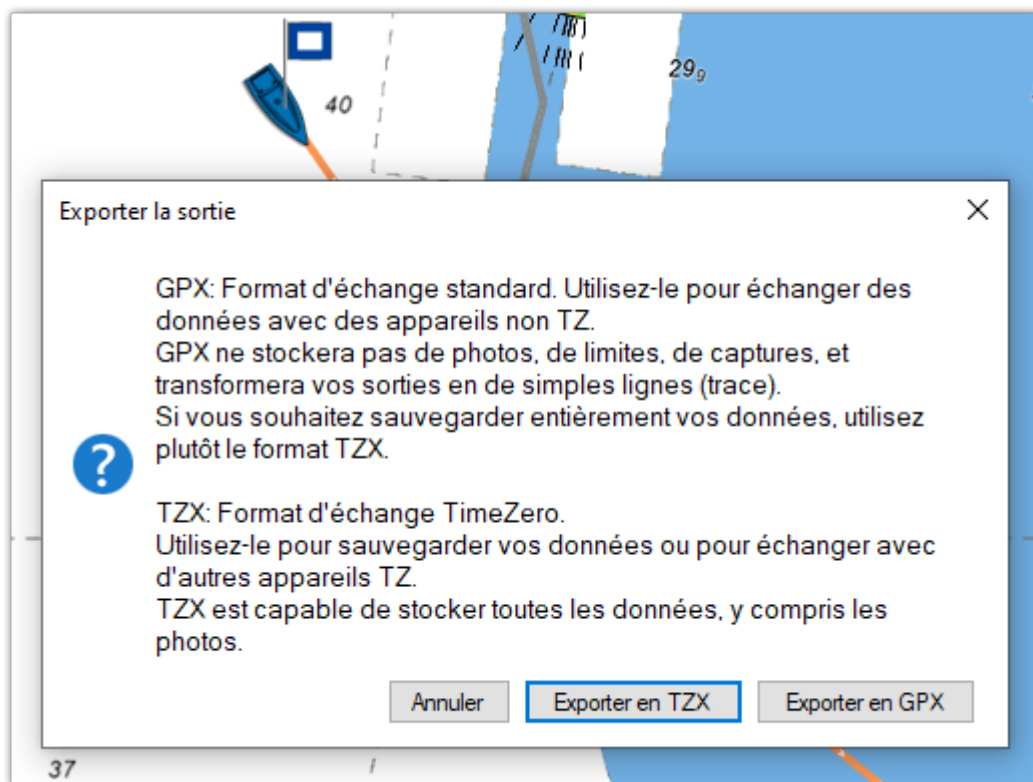 40
29₉
Exporter la sortie
GPX: Format d'échange standard. Utilisez-le pour échanger des
données avec des appareils non TZ.
GPX ne stockera pas de photos, de limites, de captures, et
transformera vos sorties en de simples lignes (trace).
Si vous souhaitez sauvegarder entièrement vos données, utilisez
plutôt le format TZX.
TZX: Format d'échange TimeZero.
Utilisez-le pour sauvegarder vos données ou pour échanger avec
d'autres appareils TZ.
TZX est capable de stocker toutes les données, y compris les
photos.
Annuler Exporter en TZX Exporter en GPX
37